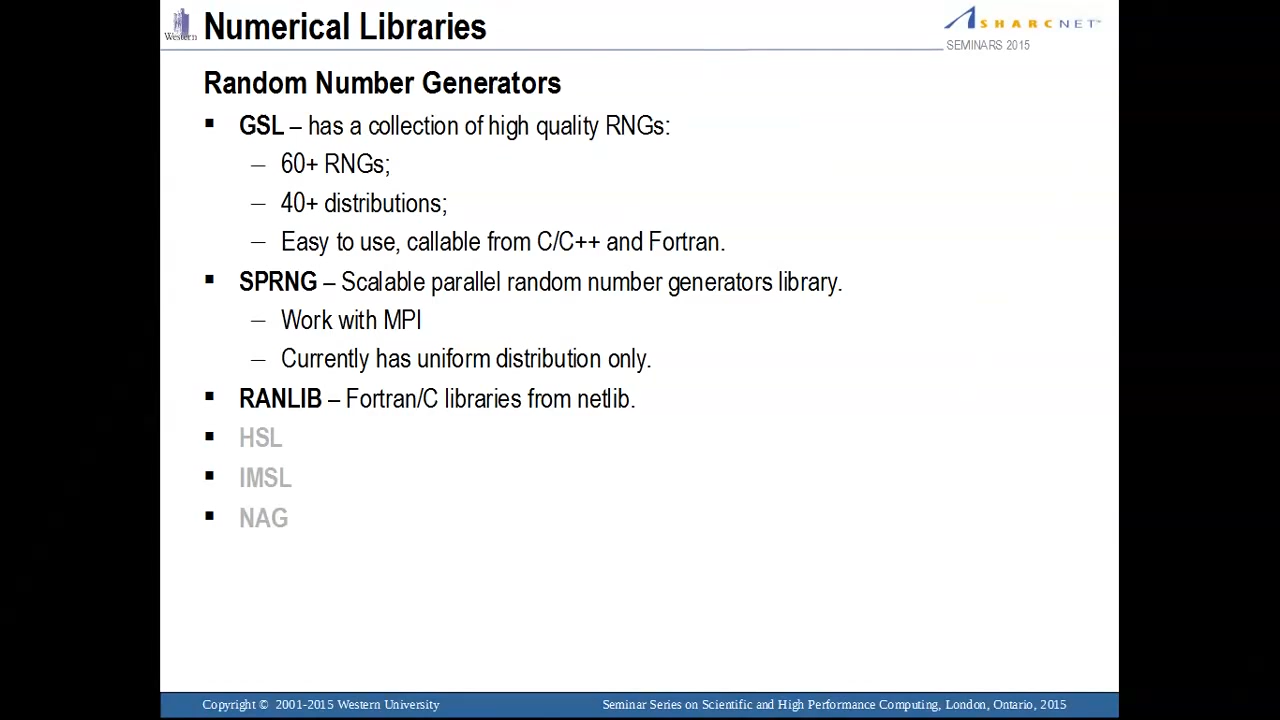 Western
Numerical Libraries
SHARCNET
SEMINARS 2015
Random Number Generators
▪ GSL – has a collection of high quality RNGs:
– 60+ RNGs;
– 40+ distributions;
– Easy to use, callable from C/C++ and Fortran.
▪ SPRNG – Scalable parallel random number generators library.
– Work with MPI
– Currently has uniform distribution only.
▪ RANLIB – Fortran/C libraries from netlib.
▪ HSL
▪ IMSL
▪ NAG
Copyright © 2001-2015 Western University
Seminar Series on Scientific and High Performance Computing, London, Ontario, 2015